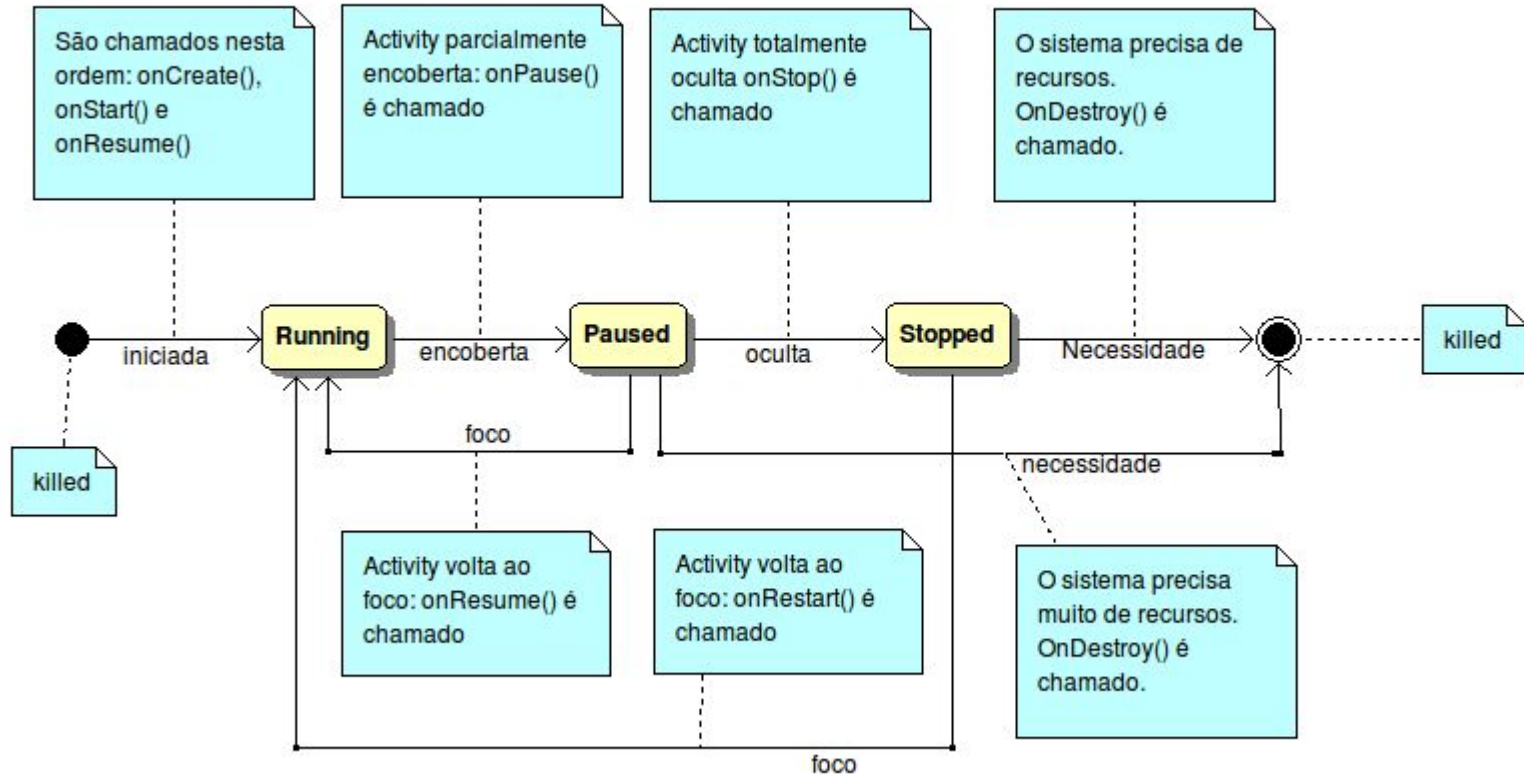 São chamados nesta
ordem: onCreate(),
onStart() e
onResume()
Activity parcialmente
encoberta: onPause()
é chamado
Activity totalmente
oculta onStop() é
chamado
O sistema precisa de
recursos.
OnDestroy() é
chamado.
iniciada
Running
encoberta
Paused
oculta
Stopped
Necessidade
killed
killed
foco
necessidade
Activity volta ao
foco: onResume() é
chamado
Activity volta ao
foco: onRestart() é
chamado
O sistema precisa
muito de recursos.
OnDestroy() é
chamado.
foco